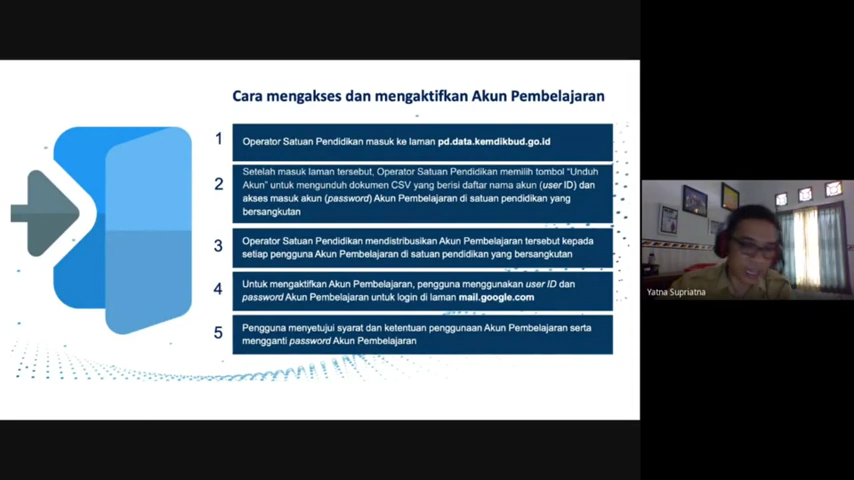 Cara mengakses dan mengaktifkan Akun Pembelajaran
1
Operator Satuan Pendidikan masuk ke laman pd.data.kemdikbud.go.id
2
Setelah masuk laman tersebut, Operator Satuan Pendidikan memilih tombol "Unduh
Akun" untuk mengunduh dokumen CSV yang berisi daftar nama akun (user ID) dan
akses masuk akun (password) Akun Pembelajaran di satuan pendidikan yang
bersangkutan
3
Operator Satuan Pendidikan mendistribusikan Akun Pembelajaran tersebut kepada
setiap pengguna Akun Pembelajaran di satuan pendidikan yang bersangkutan
4
Untuk mengaktifkan Akun Pembelajaran, pengguna menggunakan user ID dan
password Akun Pembelajaran untuk login di laman mail.google.com
5
Pengguna menyetujui syarat dan ketentuan penggunaan Akun Pembelajaran serta
mengganti password Akun Pembelajaran
Yatna Supriatna